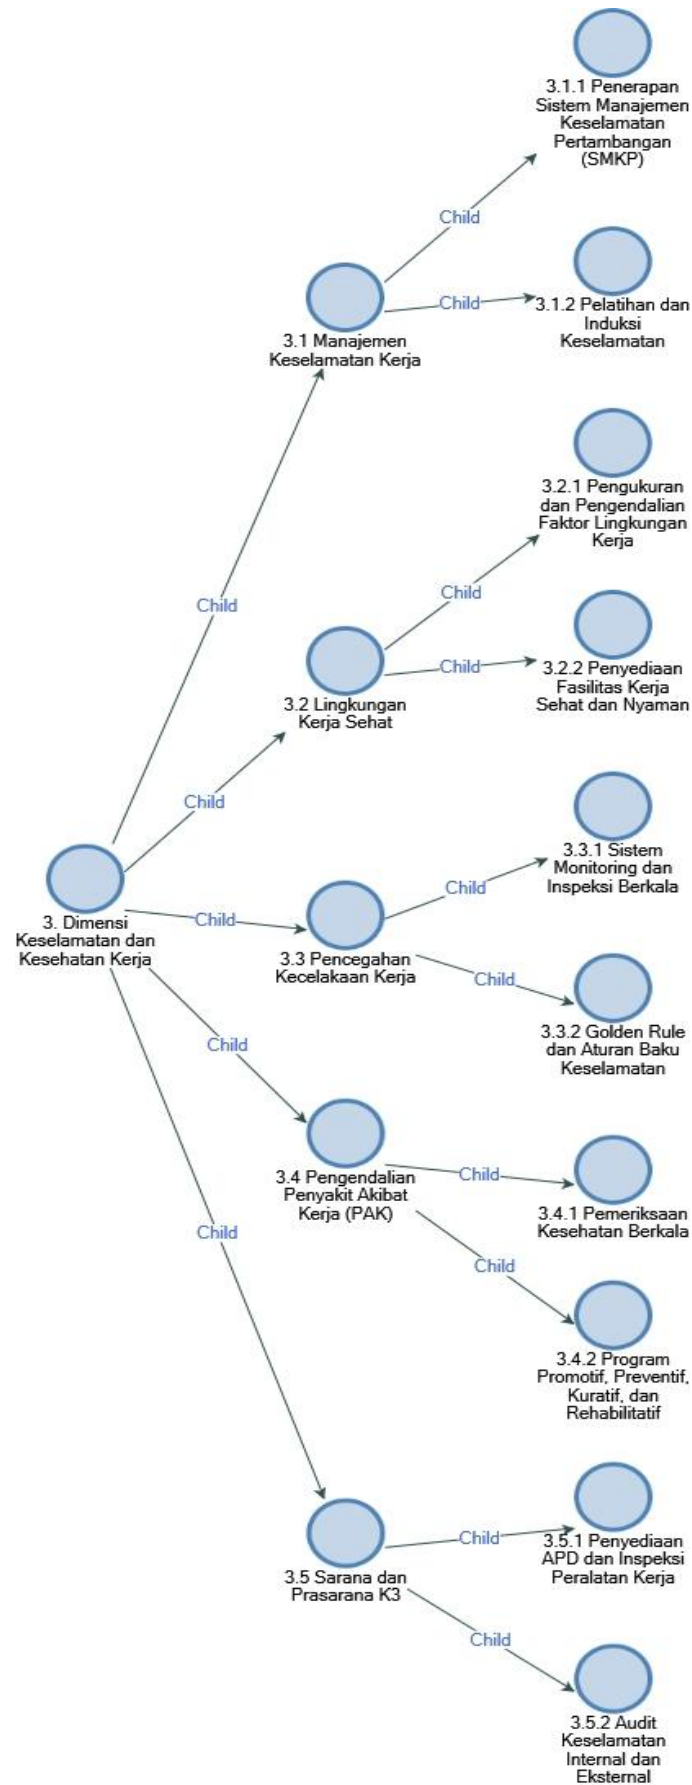 3.1.1 Penerapan
Sistem Manajemen
Keselamatan
Pertambangan
(SMKP)
Child
Child
3.1.2 Pelatihan dan
Induksi
Keselamatan
3.1 Manajemen
Keselamatan Kerja
3.2.1 Pengukuran
dan Pengendalian
Faktor Lingkungan
Kerja
Child
Child
Child
3.2.2 Penyediaan
Fasilitas Kerja
Sehat dan Nyaman
3.2 Lingkungan
Kerja Sehat
Child
3.3.1 Sistem
Monitoring dan
Inspeksi Berkala
Child
Child
3. Dimensi
Keselamatan dan
Kesehatan Kerja
3.3 Pencegahan
Kecelakaan Kerja
Child
3.3.2 Golden Rule
dan Aturan Baku
Keselamatan
Child
3.4 Pengendalian
Penyakit Akibat
Kerja (PAK)
Child
3.4.1 Pemeriksaan
Kesehatan Berkala
Child
Child
3.4.2 Program
Promotif, Preventif,
Kuratif, dan
Rehabilitatif
Child
3.5.1 Penyediaan
APD dan Inspeksi
Peralatan Kerja
3.5 Sarana dan
Prasarana K3
Child
3.5.2 Audit
Keselamatan
Internal dan
Eksternal